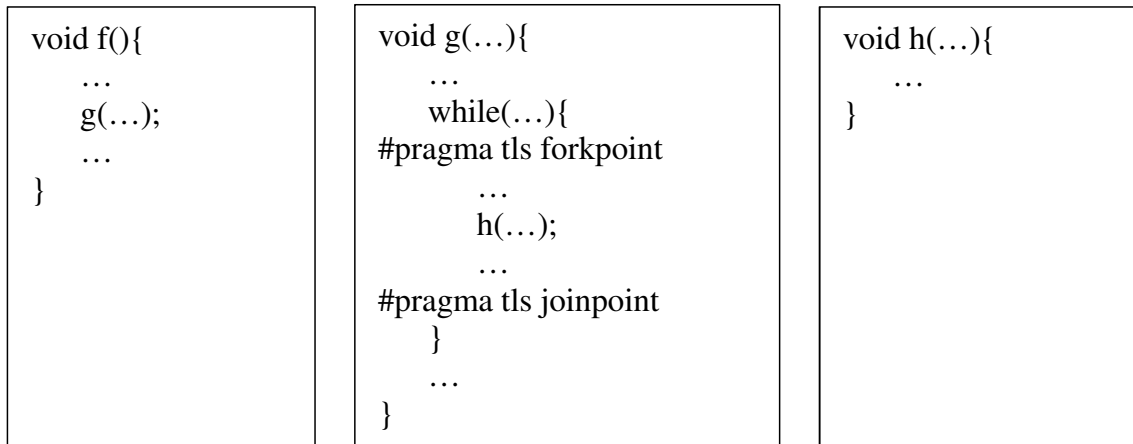 void f(){
…
g(…);
…
}
void g(…){
…
while(…){
#pragma tls forkpoint
…
h(…);
…
#pragma tls joinpoint
}
…
}
void h(…){
…
}